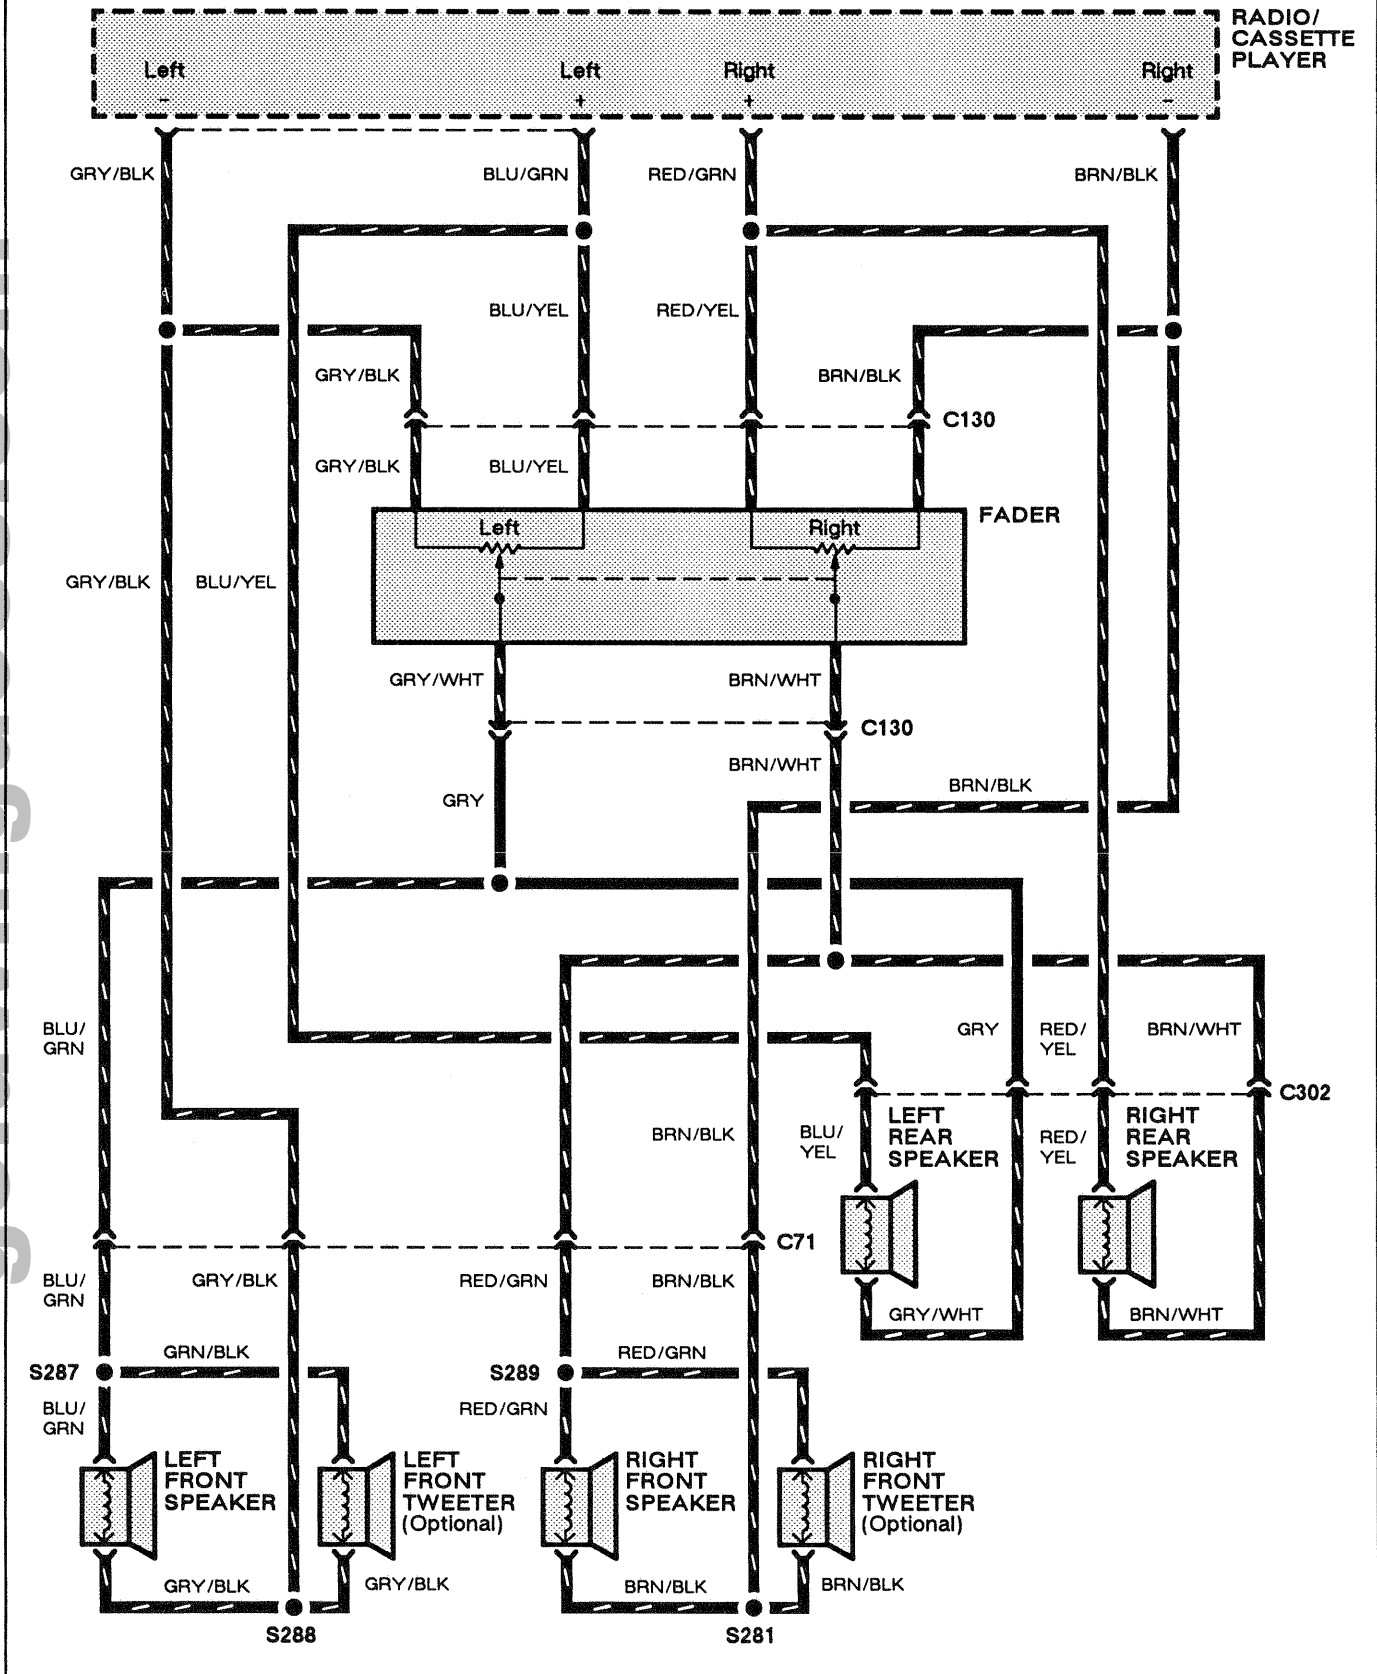 RADIO/
CASSETTE
PLAYER
Left
Left
Right
Right
–
+
+
–
GRY/BLK
BLU/GRN
RED/GRN
BRN/BLK
BLU/YEL
RED/YEL
GRY/BLK
BRN/BLK
C130
GRY/BLK
BLU/YEL
FADER
Left
Right
GRY/BLK
BLU/YEL
GRY/WHT
BRN/WHT
C130
BRN/WHT
GRY
BRN/BLK
BLU/
GRN
GRY
RED/
YEL
BRN/WHT
C302
BRN/BLK
BLU/
YEL
LEFT
REAR
SPEAKER
RED/
YEL
RIGHT
REAR
SPEAKER
C71
BLU/
GRN
GRY/BLK
RED/GRN
BRN/BLK
GRY/WHT
BRN/WHT
S287
GRN/BLK
S289
RED/GRN
BLU/
GRN
RED/GRN
LEFT
FRONT
SPEAKER
LEFT
FRONT
TWEETER
(Optional)
RIGHT
FRONT
SPEAKER
RIGHT
FRONT
TWEETER
(Optional)
GRY/BLK
GRY/BLK
BRN/BLK
BRN/BLK
S288
S281